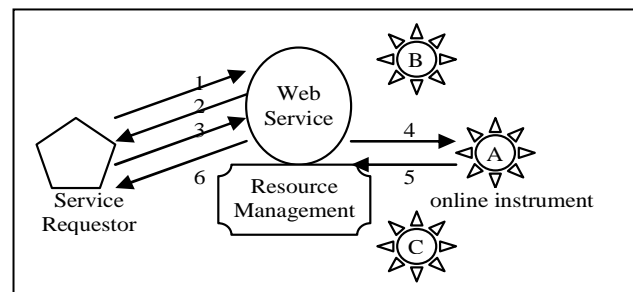 B
1
Web
Service
2
3
4
A
Service
Requestor
6
Resource
Management
5
online instrument
C